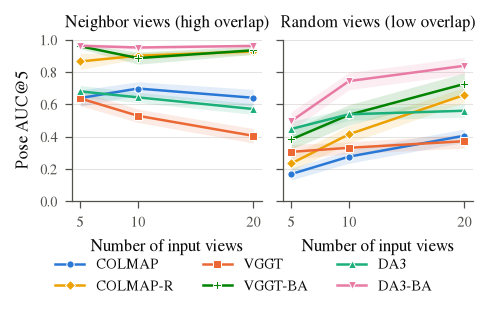 Neighbor views (high overlap)
Random views (low overlap)
Pose AUC@5
1.0
0.8
0.6
0.4
0.2
0.0
5 10 20
5 10 20
Number of input views
Number of input views
COLMAP VGGT DA3
COLMAP-R VGGT-BA DA3-BA